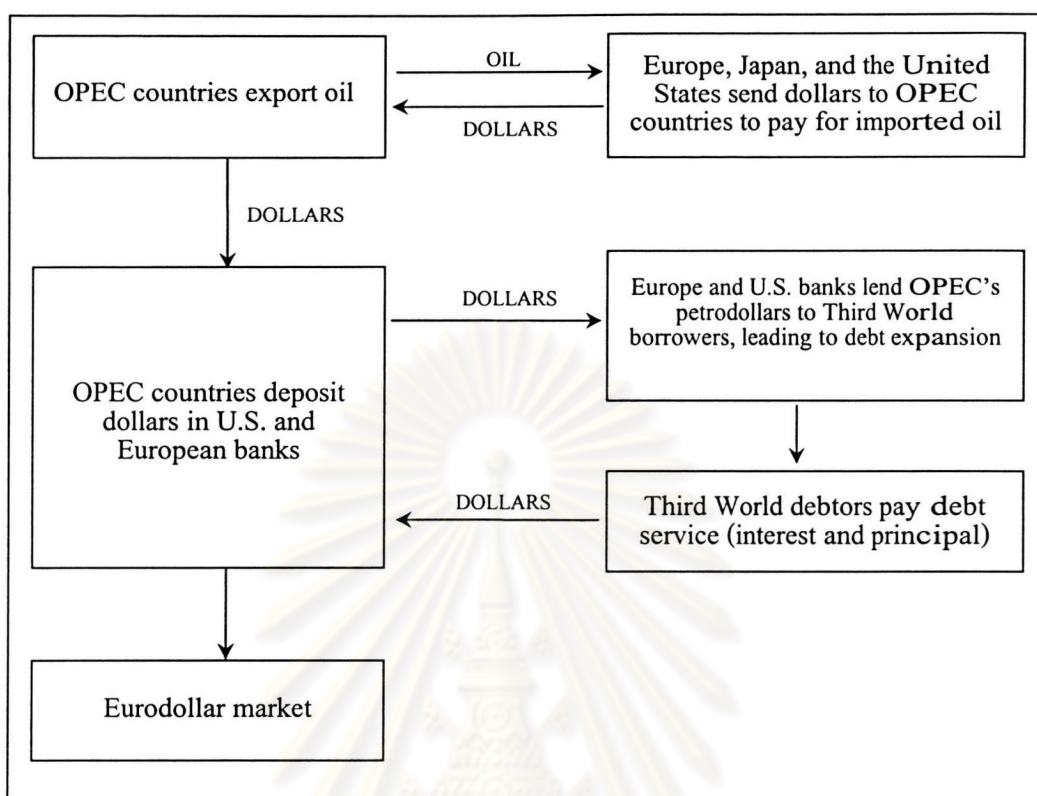 OPEC countries export oil
OIL
DOLLARS
Europe, Japan, and the United
States send dollars to OPEC
countries to pay for imported oil
DOLLARS
OPEC countries deposit
dollars in U.S. and
European banks
DOLLARS
Europe and U.S. banks lend OPEC’s
petrodollars to Third World
borrowers, leading to debt expansion
DOLLARS
Third World debtors pay debt
service (interest and principal)
Eurodollar market